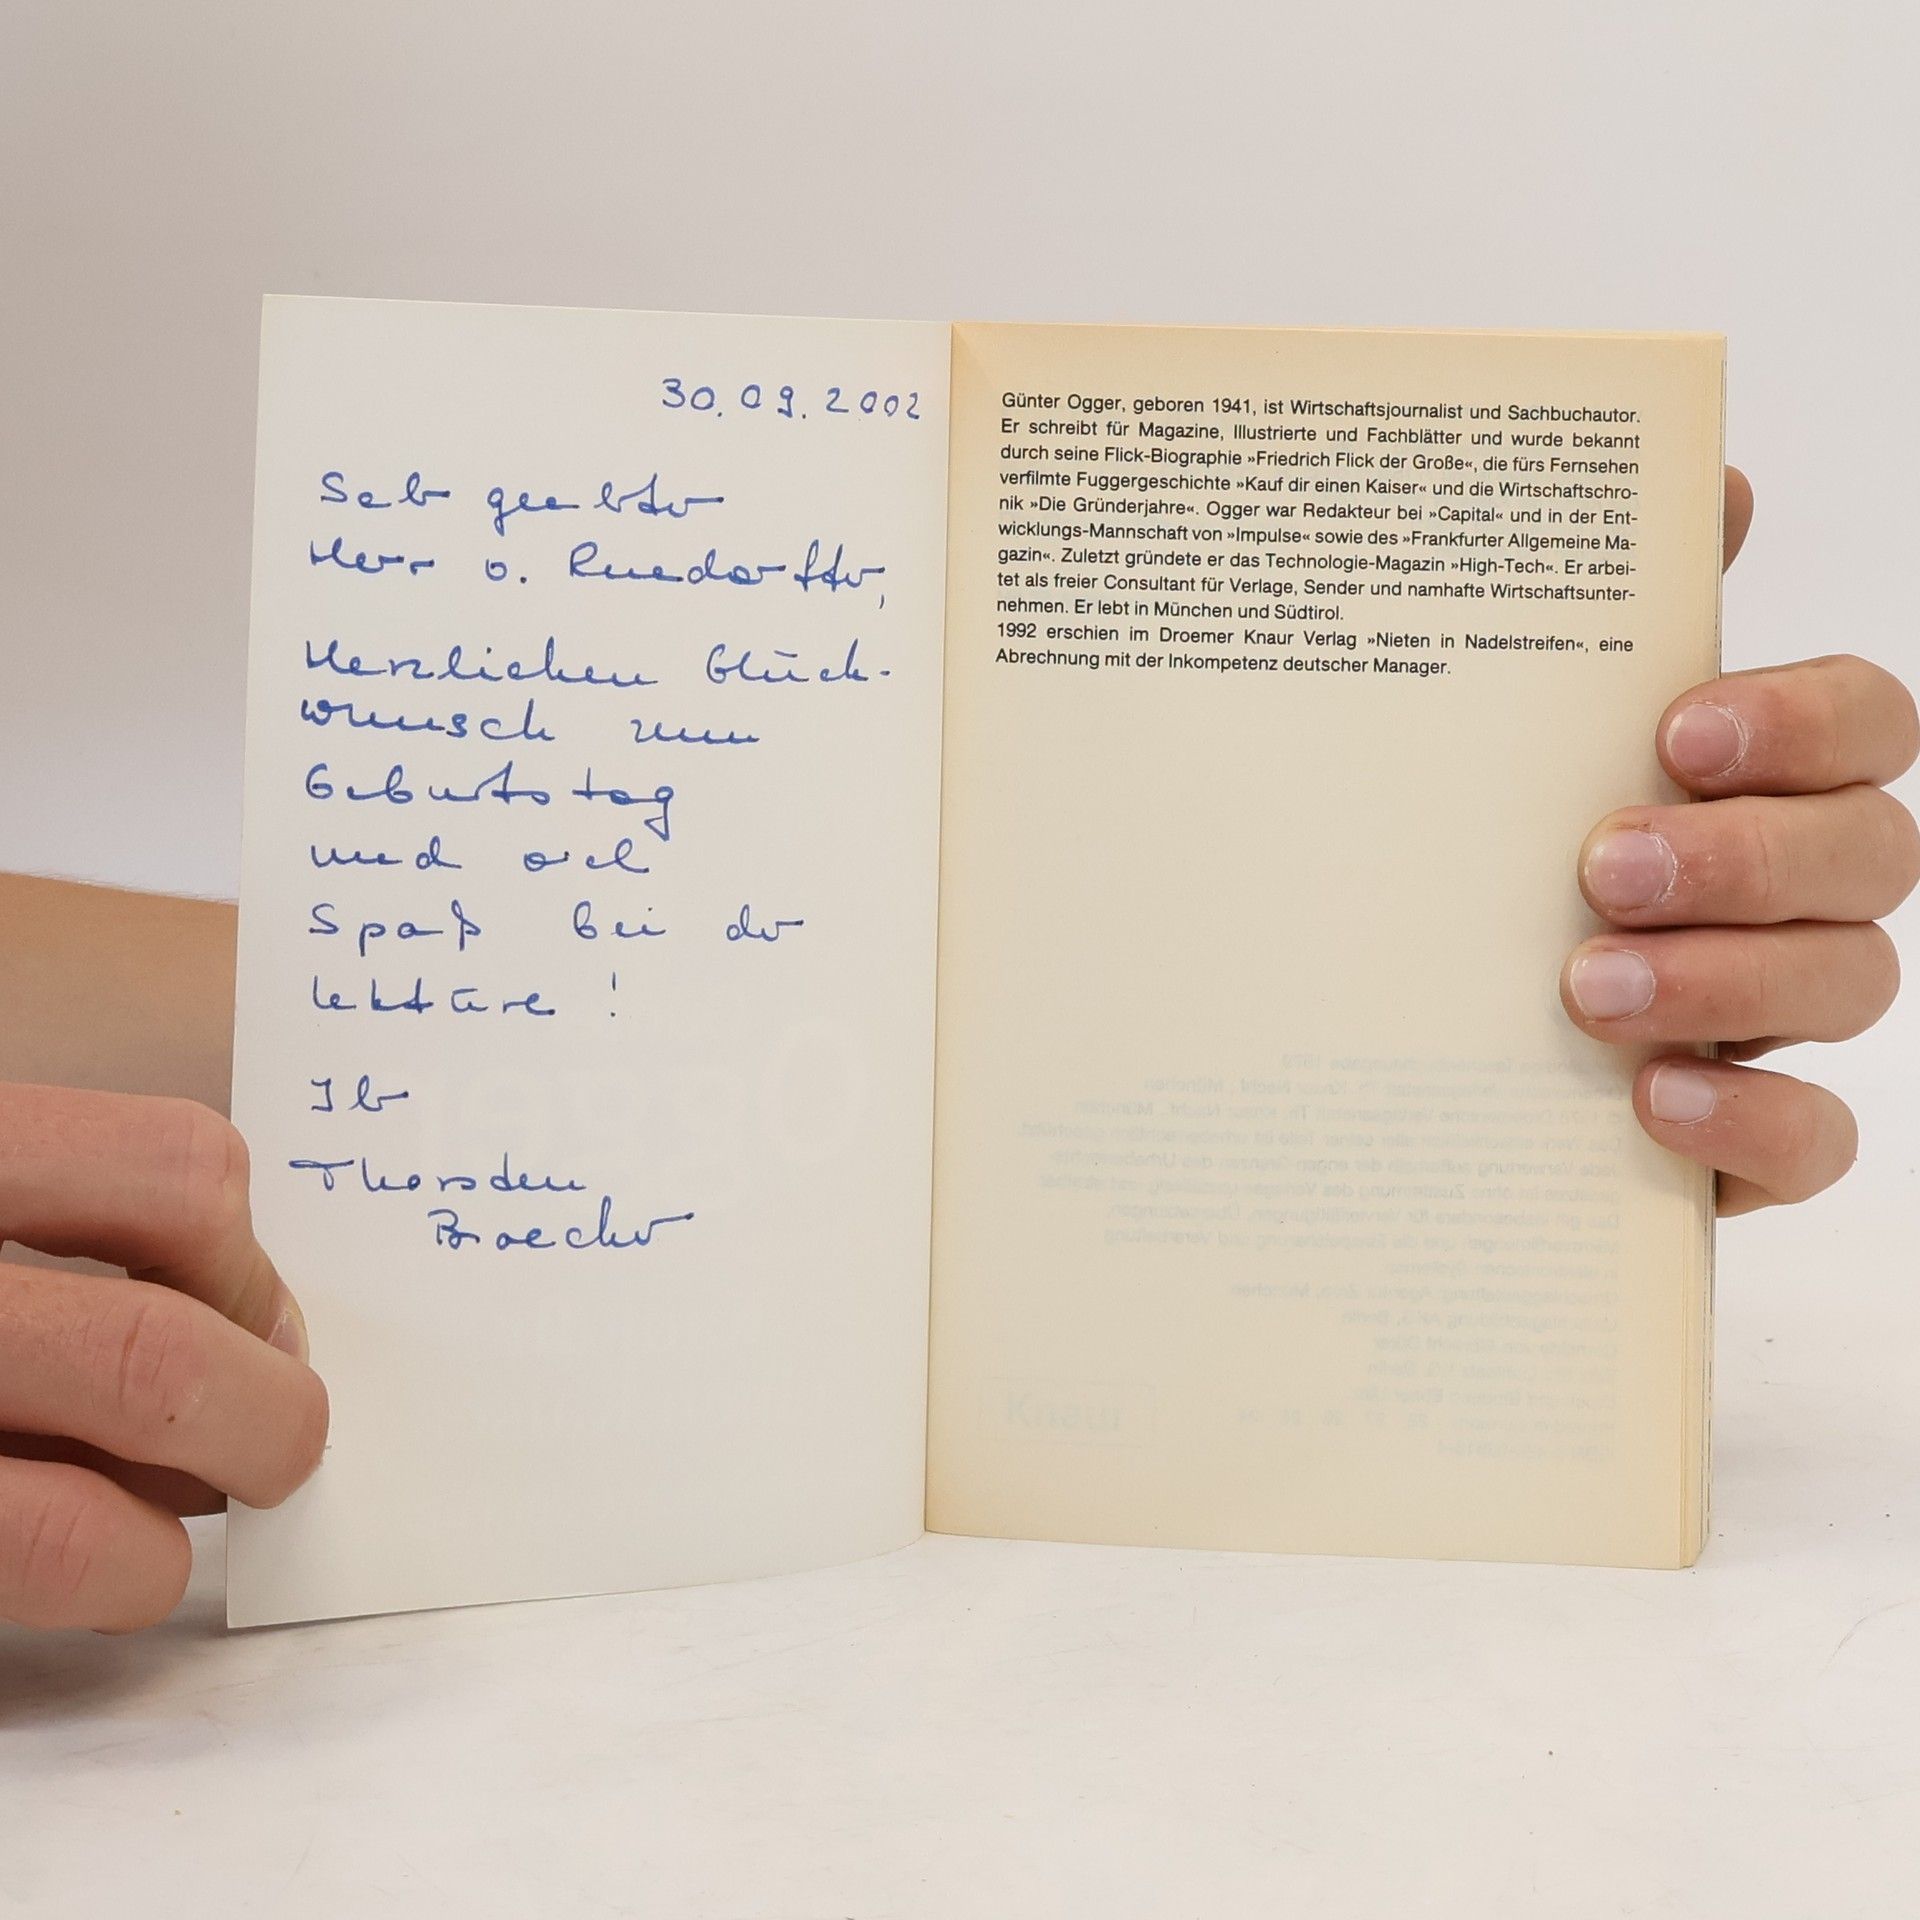 30.09.2002
Sehr geehrter
Herr v.
Herzlichen Glück-
wunsch zum
Geburtstag
und viel
Spaß bei der
Lektüre!
Ihr
Thorsten
Günter Ogger, geboren 1941, ist Wirtschaftsjournalist und Sachbuchautor.
Er schreibt für Magazine, Illustrierte und Fachblätter und wurde bekannt
durch seine Flick-Biographie »Friedrich Flick der Große«, die fürs Fernsehen
verfilmte Fuggergeschichte »Kauf dir einen Kaiser« und die Wirtschaftschro-
nik »Die Gründerjahre«. Ogger war Redakteur bei »Capital« und in der Ent-
wicklungs-Mannschaft von »Impulse« sowie des »Frankfurter Allgemeine Ma-
gazin«. Zuletzt gründete er das Technologie-Magazin »High-Tech«. Er arbei-
tet als freier Consultant für Verlage, Sender und namhafte Wirtschaftsunter-
nehmen. Er lebt in München und Südtirol.
1992 erschien im Droemer Knaur Verlag »Nieten in Nadelstreifen«, eine
Abrechnung mit der Inkompetenz deutscher Manager.